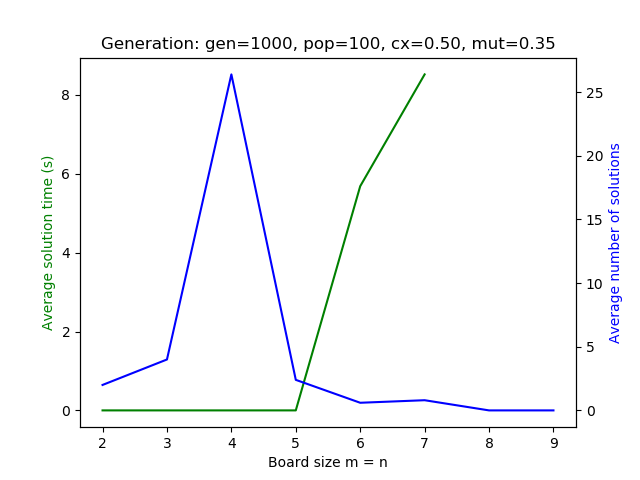 Generation: gen=1000, pop=100, cx=0.50, mut=0.35
8
6
4
2
0
Average solution time (s)
25
20
15
10
5
0
Average number of solutions
2 3 4 5 6 7 8 9
Board size m = n